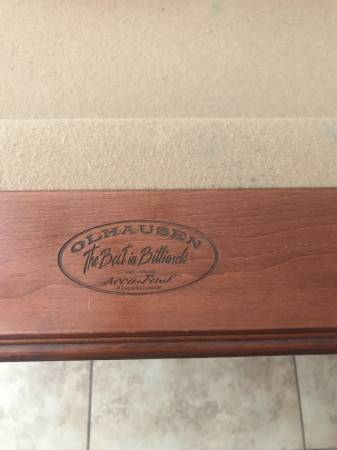 OLHAUSEN
The Best in Billiards
Accu-Fast